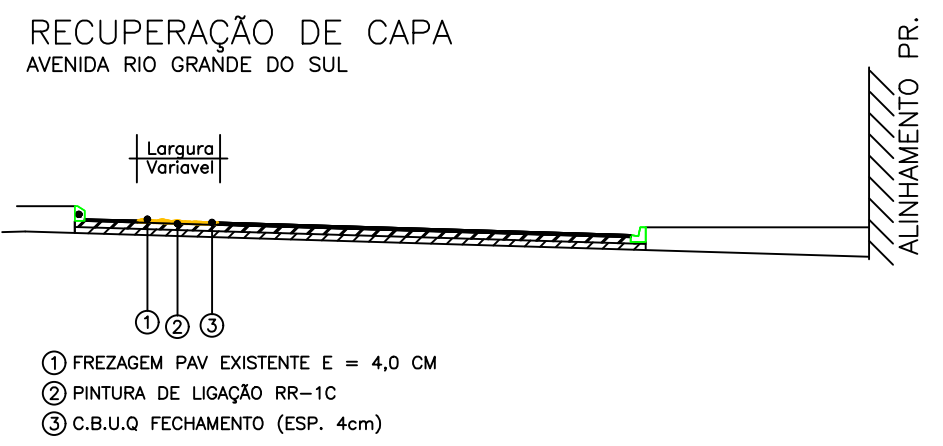 RECUPERAÇÃO DE CAPA
AVENIDA RIO GRANDE DO SUL
Largura
Variavel
ALINHAMENTO PR.
1 2 3
1 FREZAGEM PAV EXISTENTE E = 4,0 CM
2 PINTURA DE LIGAÇÃO RR-1C
3 C.B.U.Q FECHAMENTO (ESP. 4cm)